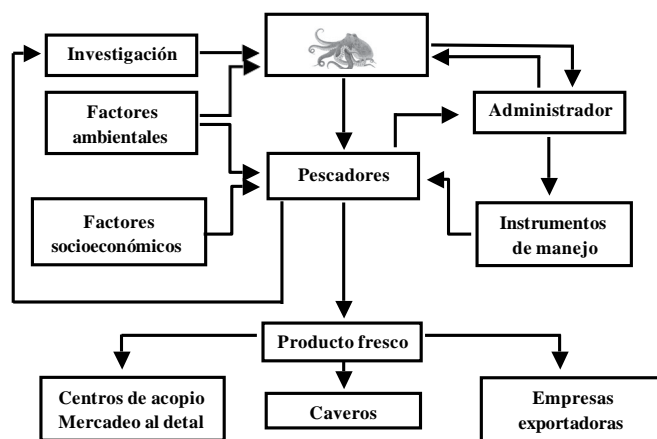 Investigación
Factores
ambientales
Administrador
Pescadores
Factores
socioeconómicos
Instrumentos
de manejo
Producto fresco
Centros de acopio
Mercadeo al detal
Caveros
Empresas
exportadoras